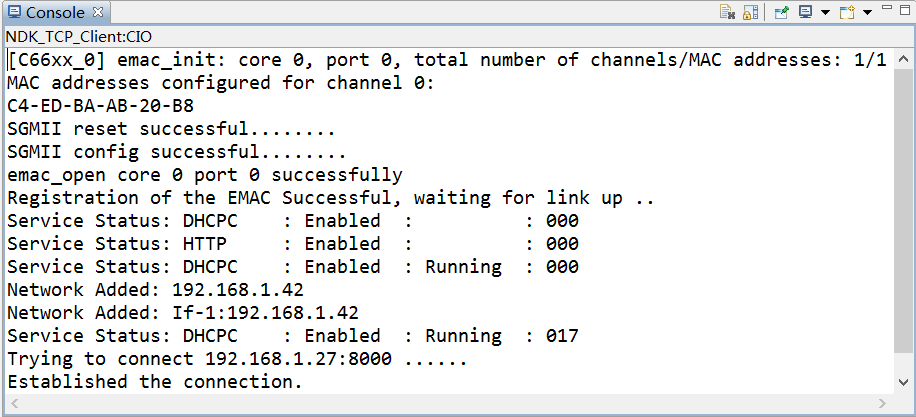 Console
NDK_TCP_Client:CIO
[C66xx_0] emac_init: core 0, port 0, total number of channels/MAC addresses: 1/1
MAC addresses configured for channel 0:
C4-ED-BA-AB-20-B8
SGMII reset successful........
SGMII config successful........
emac_open core 0 port 0 successfully
Registration of the EMAC Successful, waiting for link up ..
Service Status: DHCPC    : Enabled  :          : 000
Service Status: HTTP     : Enabled  :          : 000
Service Status: DHCPC    : Enabled  : Running  : 000
Network Added: 192.168.1.42
Network Added: If-1:192.168.1.42
Service Status: DHCPC    : Enabled  : Running  : 017
Trying to connect 192.168.1.27:8000 ......
Established the connection.